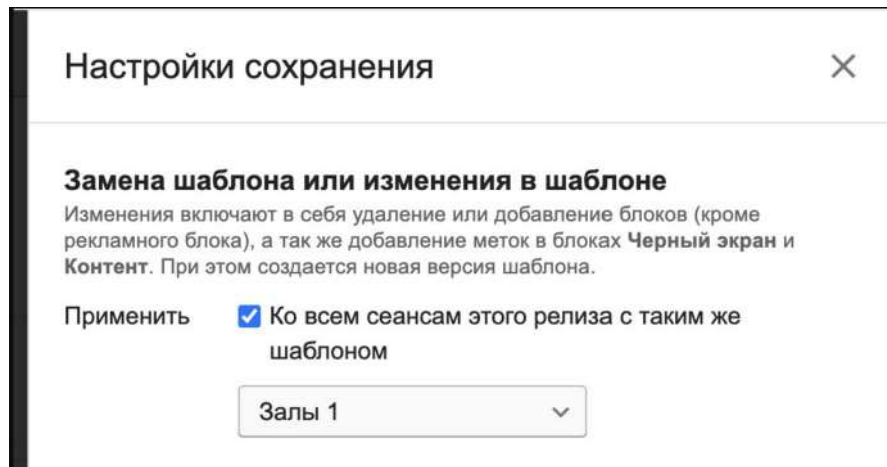 Настройки сохранения
Замена шаблона или изменения в шаблоне
Изменения включают в себя удаление или добавление блоков (кроме
рекламного блока), а так же добавление меток в блоках Черный экран и
Контент. При этом создается новая версия шаблона.
Применить Ко всем сеансам этого релиза с таким же
шаблоном
Залы 1